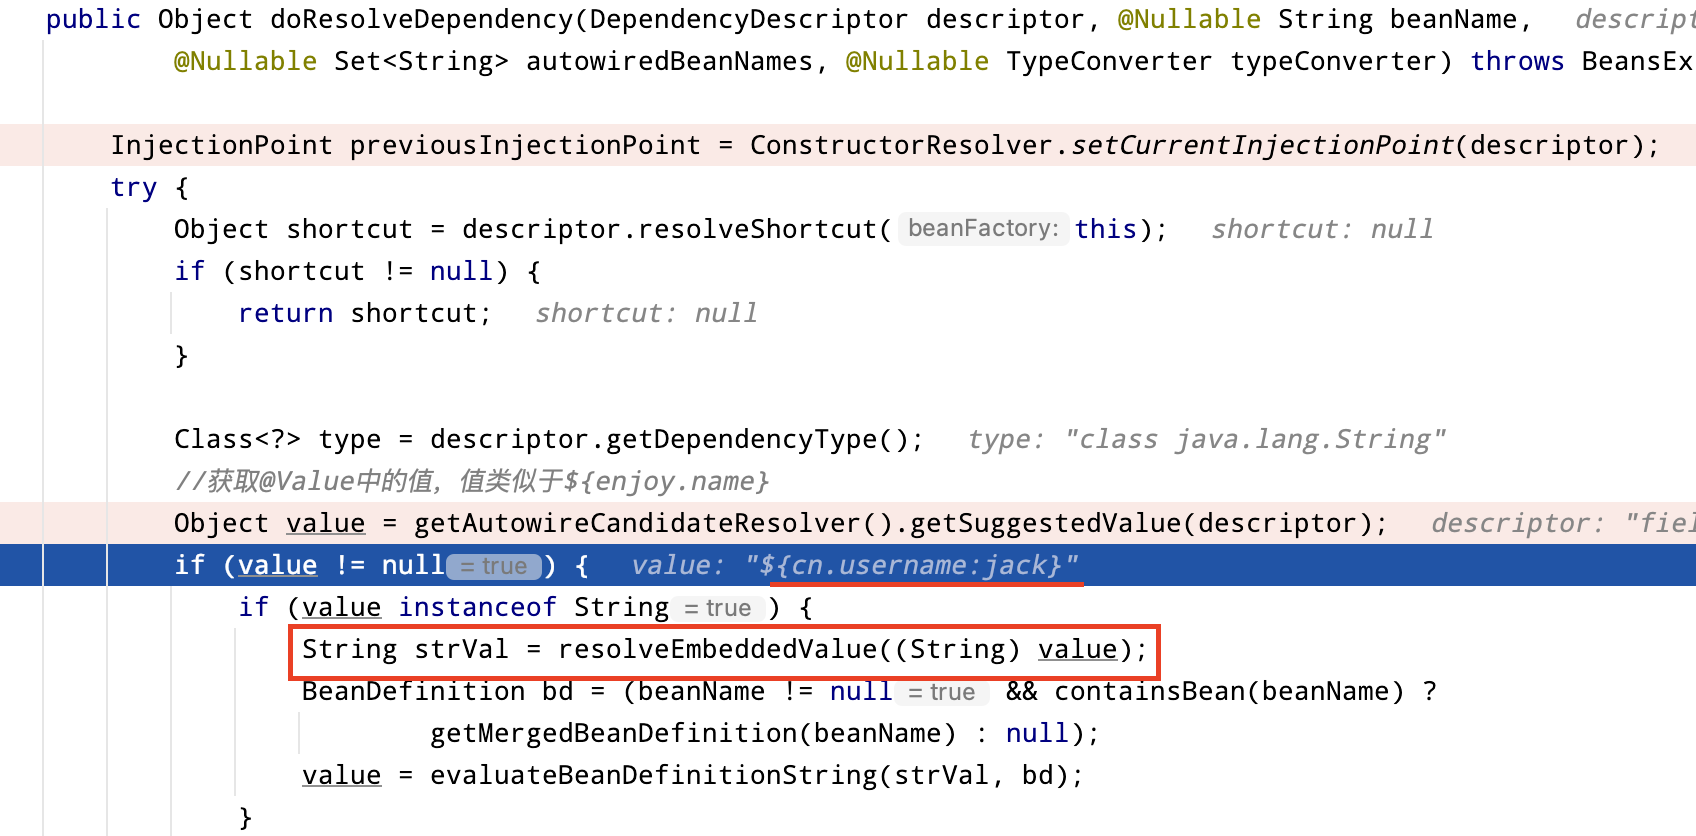 public Object doResolveDependency(DependencyDescriptor descriptor, @Nullable String beanName,   descript
@Nullable Set<String> autowiredBeanNames, @Nullable TypeConverter typeConverter) throws BeansEx
InjectionPoint previousInjectionPoint = ConstructorResolver.setCurrentInjectionPoint(descriptor);
try {
Object shortcut = descriptor.resolveShortcut( beanFactory: this);   shortcut: null
if (shortcut != null) {
return shortcut;   shortcut: null
}
Class<?> type = descriptor.getDependencyType();   type: "class java.lang.String"
//获取@Value中的值，值类似于${enjoy.name}
Object value = getAutowireCandidateResolver().getSuggestedValue(descriptor);   descriptor: "fiel
if (value != null = true ) {   value: "${cn.username:jack}"
if (value instanceof String = true ) {
String strVal = resolveEmbeddedValue((String) value);
BeanDefinition bd = (beanName != null = true && containsBean(beanName) ?
getMergedBeanDefinition(beanName) : null);
value = evaluateBeanDefinitionString(strVal, bd);
}